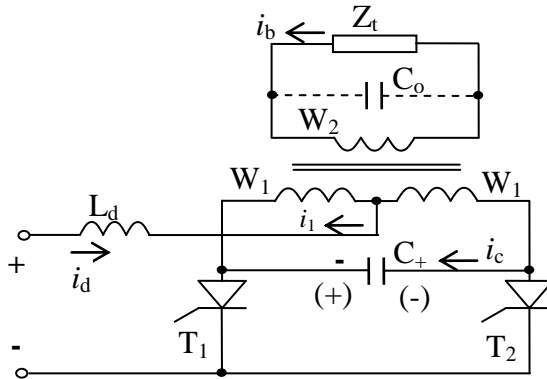 i_b Z_t
C_o
W_2
W_1 W_1
L_d i_1
+ i_d - C_+ i_c
(+) (-)
- T_1 T_2